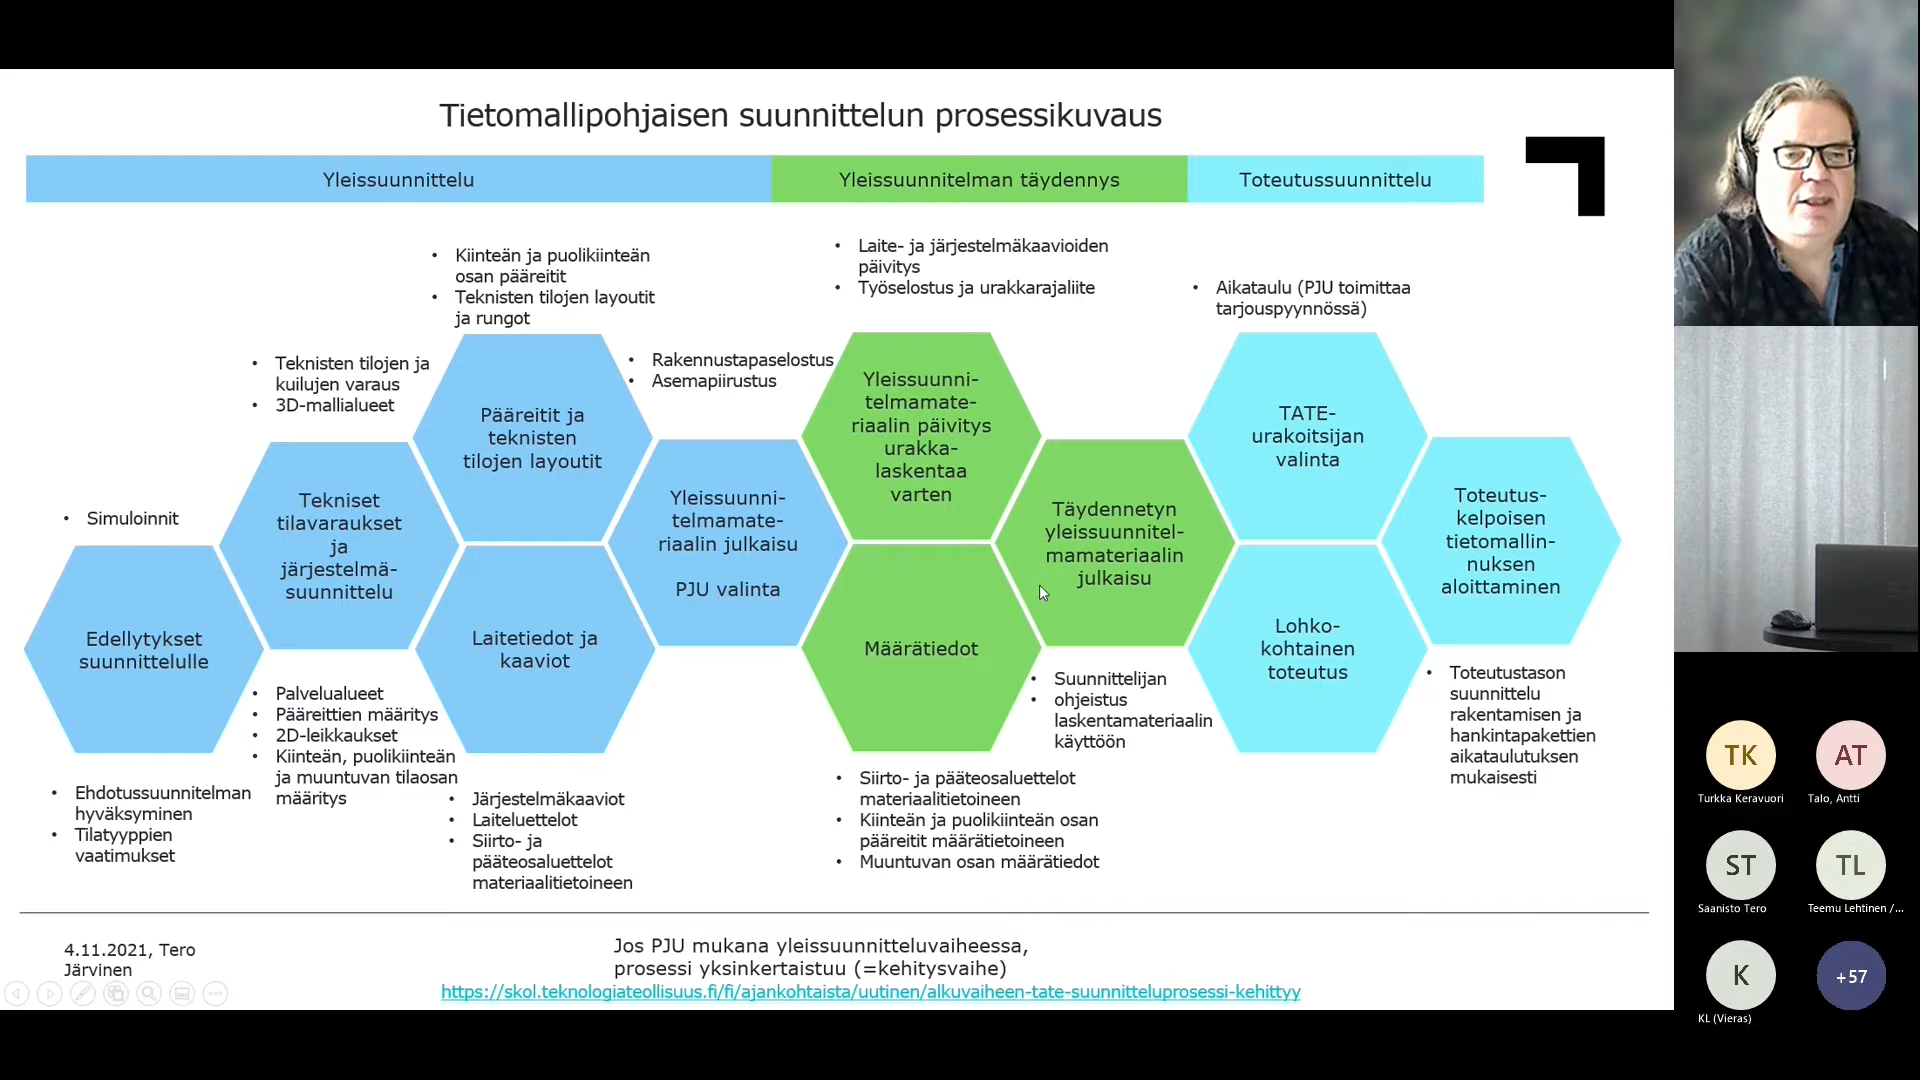 Tietomallipohjaisen suunnittelun prosessikuvaus
Yleissuunnittelu
Yleissuunnitelman täydennys
Toteutussuunnittelu
• Simuloinnit
Edellytykset
suunnittelulle
• Ehdotussuunnitelman
hyväksyminen
• Tilatyyppien
vaatimukset
• Teknisten tilojen ja
kuilujen varaus
• 3D-mallialueet
Tekniset
tilavaraukset
ja
järjestelmä-
suunnittelu
• Palvelualueet
• Pääreittien määritys
• 2D-leikkaukset
• Kiinteän, puolikiinteän
ja muuntuvan tilaosan
määritys
• Kiinteän ja puolikiinteän
osan pääreitit
• Teknisten tilojen layoutit
ja rungot
Pääreitit ja
teknisten
tilojen layoutit
Laitetiedot ja
kaaviot
• Järjestelmäkaaviot
• Laiteluettelot
• Siirto- ja
pääteosaluettelot
materiaalitietoineen
• Rakennustapaselostus
• Asemapiirustus
Yleissuunni-
telmamate-
riaalin julkaisu
PJU valinta
• Laite- ja järjestelmäkaavioiden
päivitys
• Työselostus ja urakkarajaliite
Yleissuunni-
telmamate-
riaalin päivitys
urakka-
laskentaa
varten
Määrätiedot
• Siirto- ja pääteosaluettelot
materiaalitietoineen
• Kiinteän ja puolikiinteän osan
pääreitit määrätietoineen
• Muuntuvan osan määrätiedot
Täydennetyn
yleissuunnitel-
mamateriaalin
julkaisu
• Suunnittelijan
• ohjeistus
laskentamateriaalin
käyttöön
• Aikataulu (PJU toimittaa
tarjouspyynnössä)
TATE-
urakoitsijan
valinta
Lohko-
kohtainen
toteutus
Toteutus-
kelpoisen
tietomallin-
nuksen
aloittaminen
• Toteutustason
suunnittelu
rakentamisen ja
hankintapakettien
aikataulutuksen
mukaisesti
4.11.2021, Tero
Järvinen
Jos PJU mukana yleissuunnitteluvaiheessa,
prosessi yksinkertaistuu (=kehitysvaihe)
https://skol.teknologiateollisuus.fi/fi/ajankohtaista/uutinen/alkuvaiheen-tate-suunnitteluprosessi-kehittyy
TK
Turkka Keravuori
AT
Talo, Antti
ST
Saanisto Tero
TL
Teemu Lehtinen /...
K
KL (Vieras)
+57